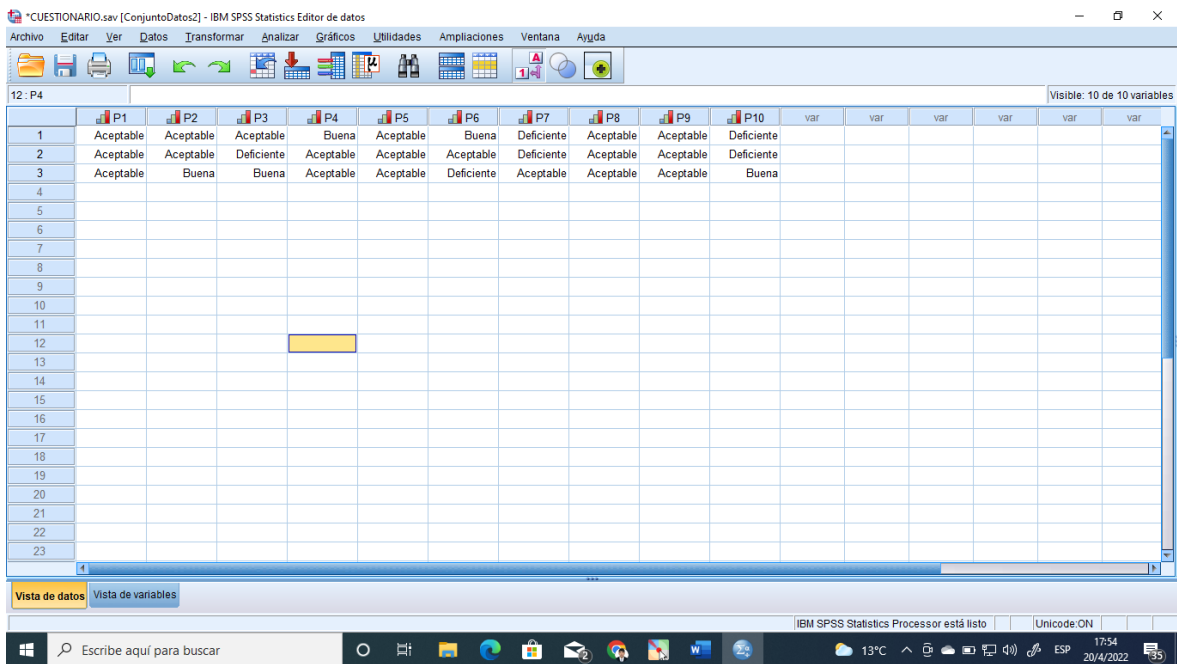 *CUESTIONARIO.sav [ConjuntoDatos2] - IBM SPSS Statistics Editor de datos
Archivo Editar Ver Datos Transformar Analizar Gráficos Utilidades Ampliaciones Ventana Ayuda
12 : P4 Visible: 10 de 10 variables
P1 P2 P3 P4 P5 P6 P7 P8 P9 P10 var var var var var var
1 Aceptable Aceptable Aceptable Buena Aceptable Buena Deficiente Aceptable Aceptable Deficiente
2 Aceptable Aceptable Deficiente Aceptable Aceptable Aceptable Deficiente Aceptable Aceptable Deficiente
3 Aceptable Buena Buena Aceptable Aceptable Deficiente Aceptable Aceptable Aceptable Buena
4
5
6
7
8
9
10
11
12
13
14
15
16
17
18
19
20
21
22
23
Vista de datos Vista de variables
IBM SPSS Statistics Processor está listo Unicode:ON
Escribe aquí para buscar 2 13°C ESP 17:54
20/4/2022 35